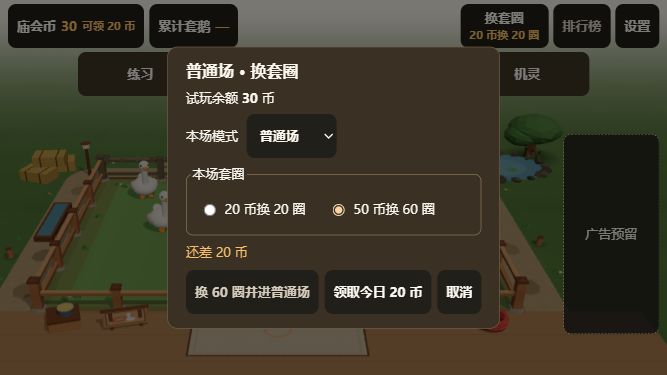 庙会币 30 可领 20 币
累计套鹅 —
换套圈
20 币换 20 圈
排行榜
设置
练习
机灵
普通场 • 换套圈
试玩余额 30 币
本场模式 普通场
本场套圈
20 币换 20 圈
50 币换 60 圈
还差 20 币
换 60 圈并进普通场
领取今日 20 币
取消
广告预留